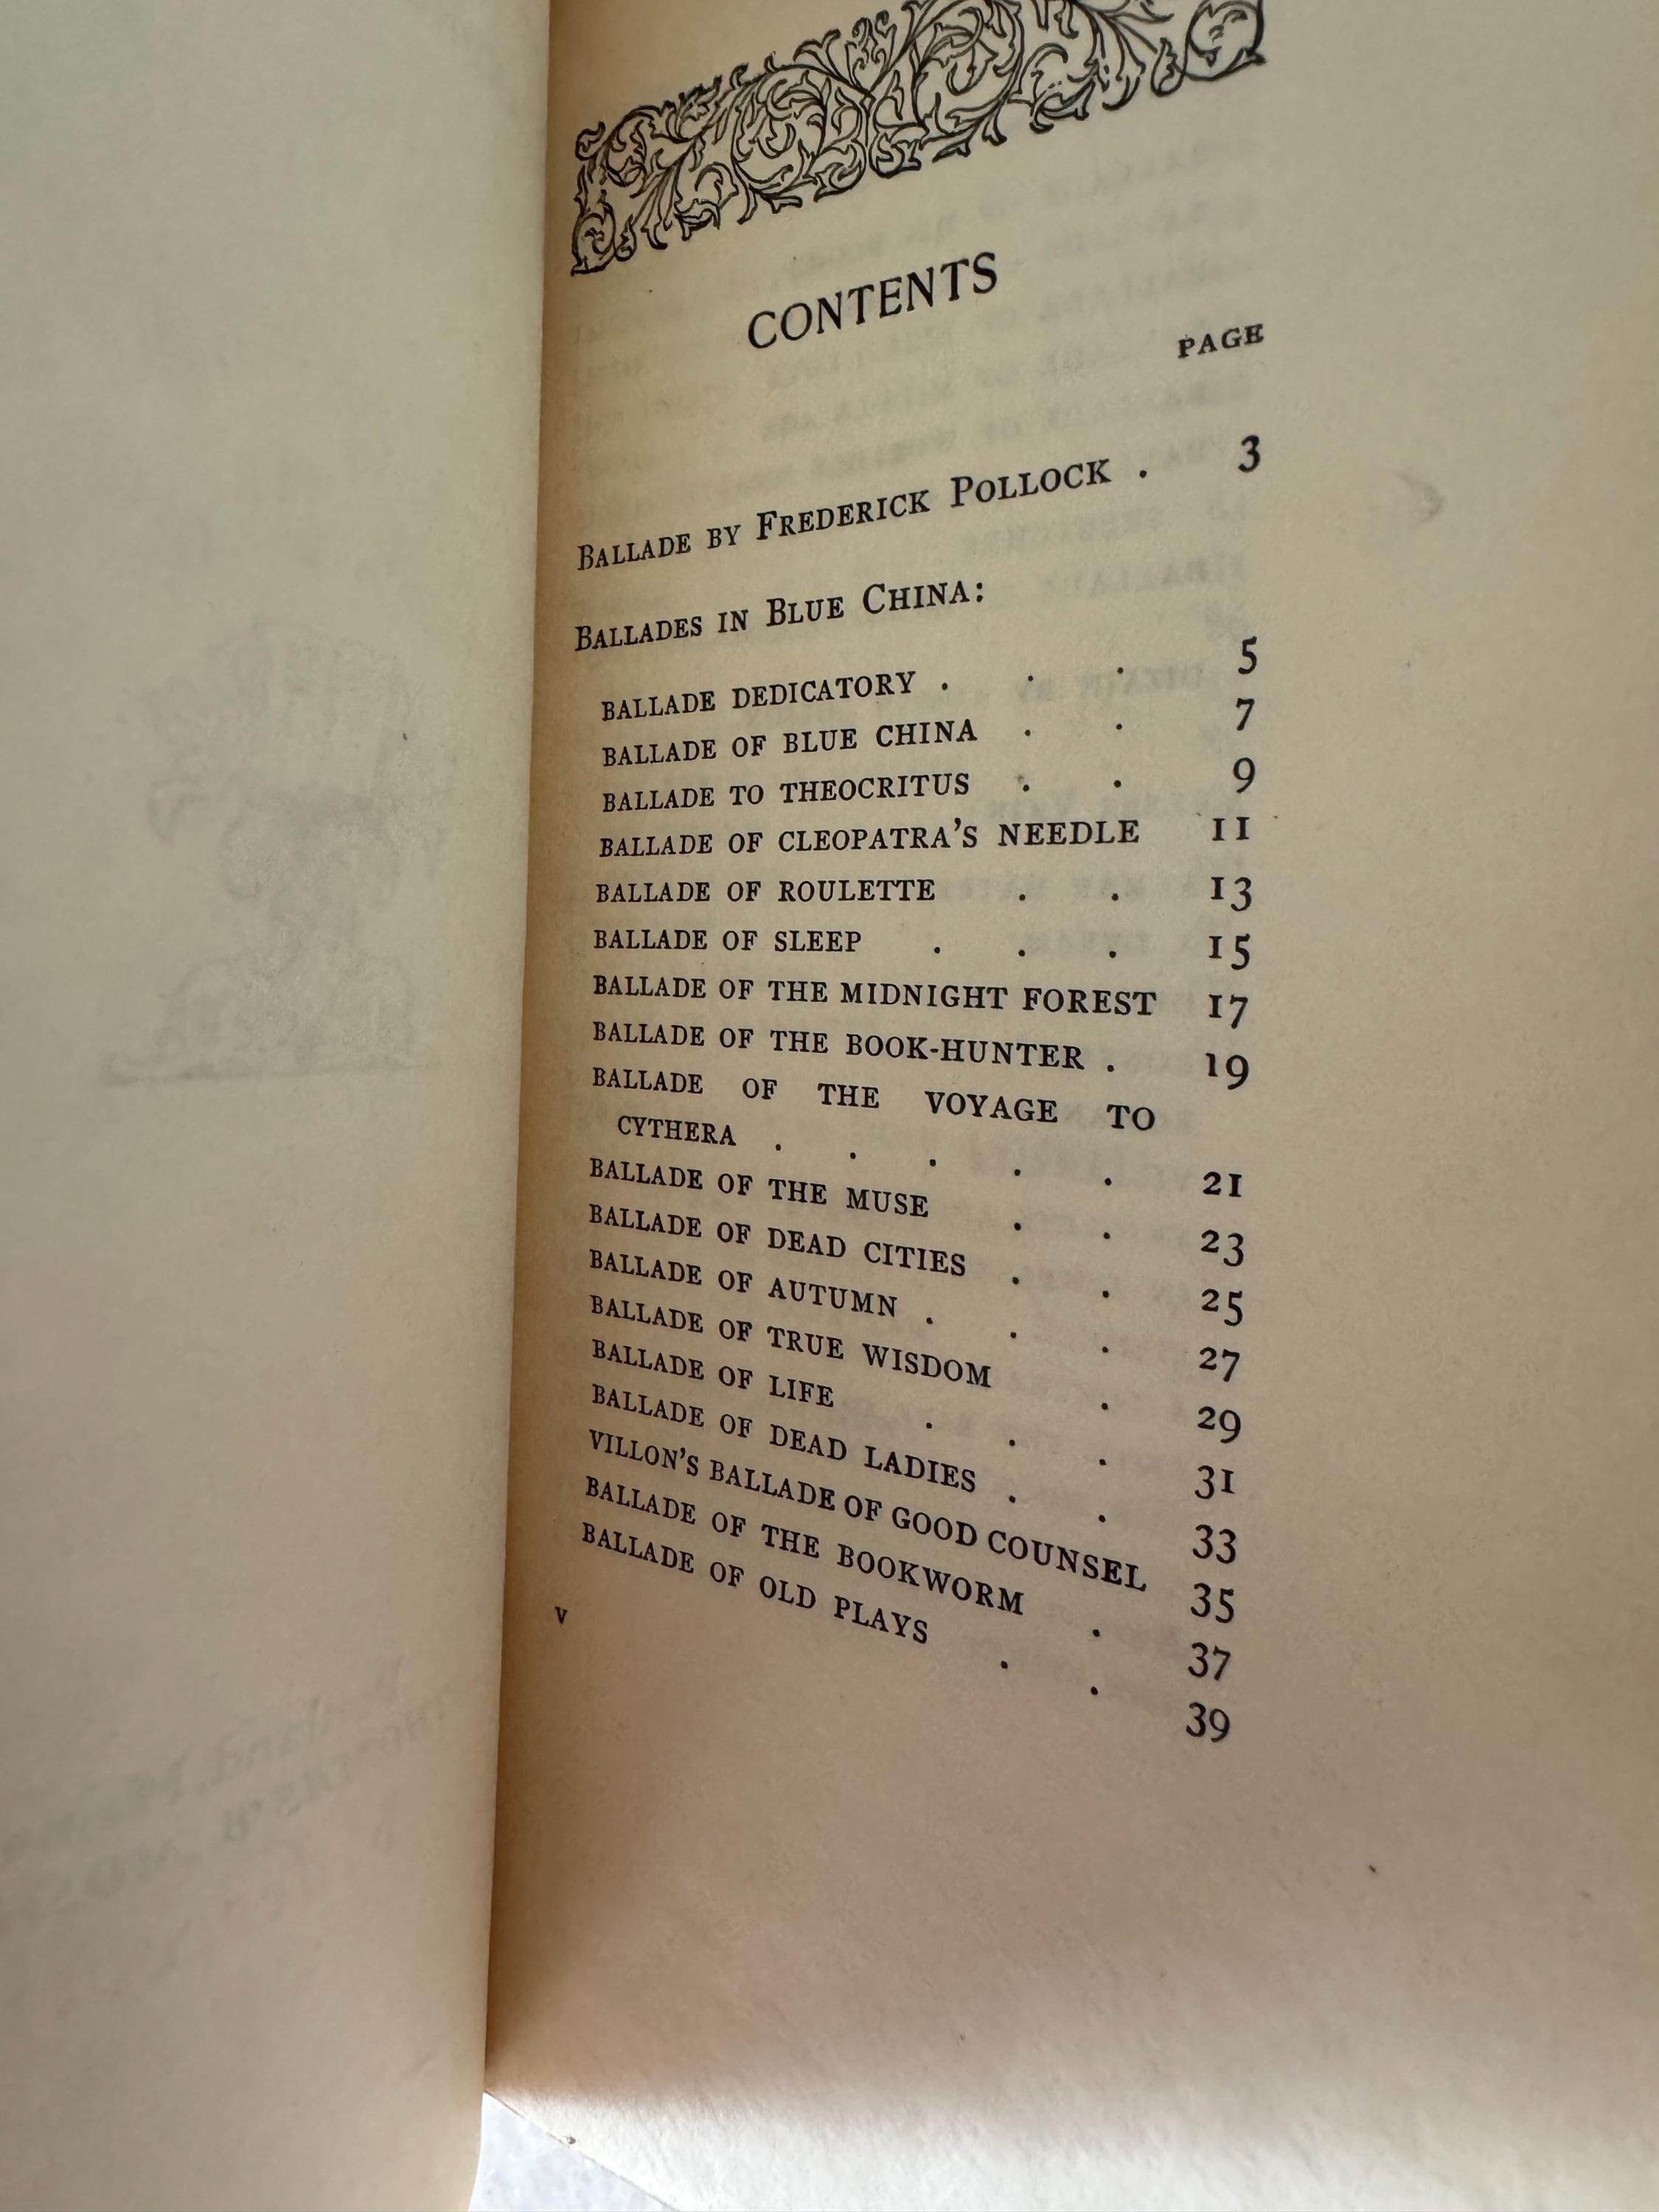 CONTENTS
PAGE
BALLADE BY FREDERICK POLLOCK . 3
BALLADES IN BLUE CHINA:
BALLADE DEDICATORY . . . 5
BALLADE OF BLUE CHINA . . 7
BALLADE TO THEOCRITUS . . 9
BALLADE OF CLEOPATRA'S NEEDLE 11
BALLADE OF ROULETTE . . 13
BALLADE OF SLEEP . . . 15
BALLADE OF THE MIDNIGHT FOREST 17
BALLADE OF THE BOOK-HUNTER . 19
BALLADE OF THE VOYAGE TO
CYTHERA . . . . . 21
BALLADE OF THE MUSE . . 23
BALLADE OF DEAD CITIES . . 25
BALLADE OF AUTUMN . . . 27
BALLADE OF TRUE WISDOM . 29
BALLADE OF LIFE . . . 31
BALLADE OF DEAD LADIES . . 33
VILLON'S BALLADE OF GOOD COUNSEL 35
BALLADE OF THE BOOKWORM . 37
BALLADE OF OLD PLAYS . . 39
v